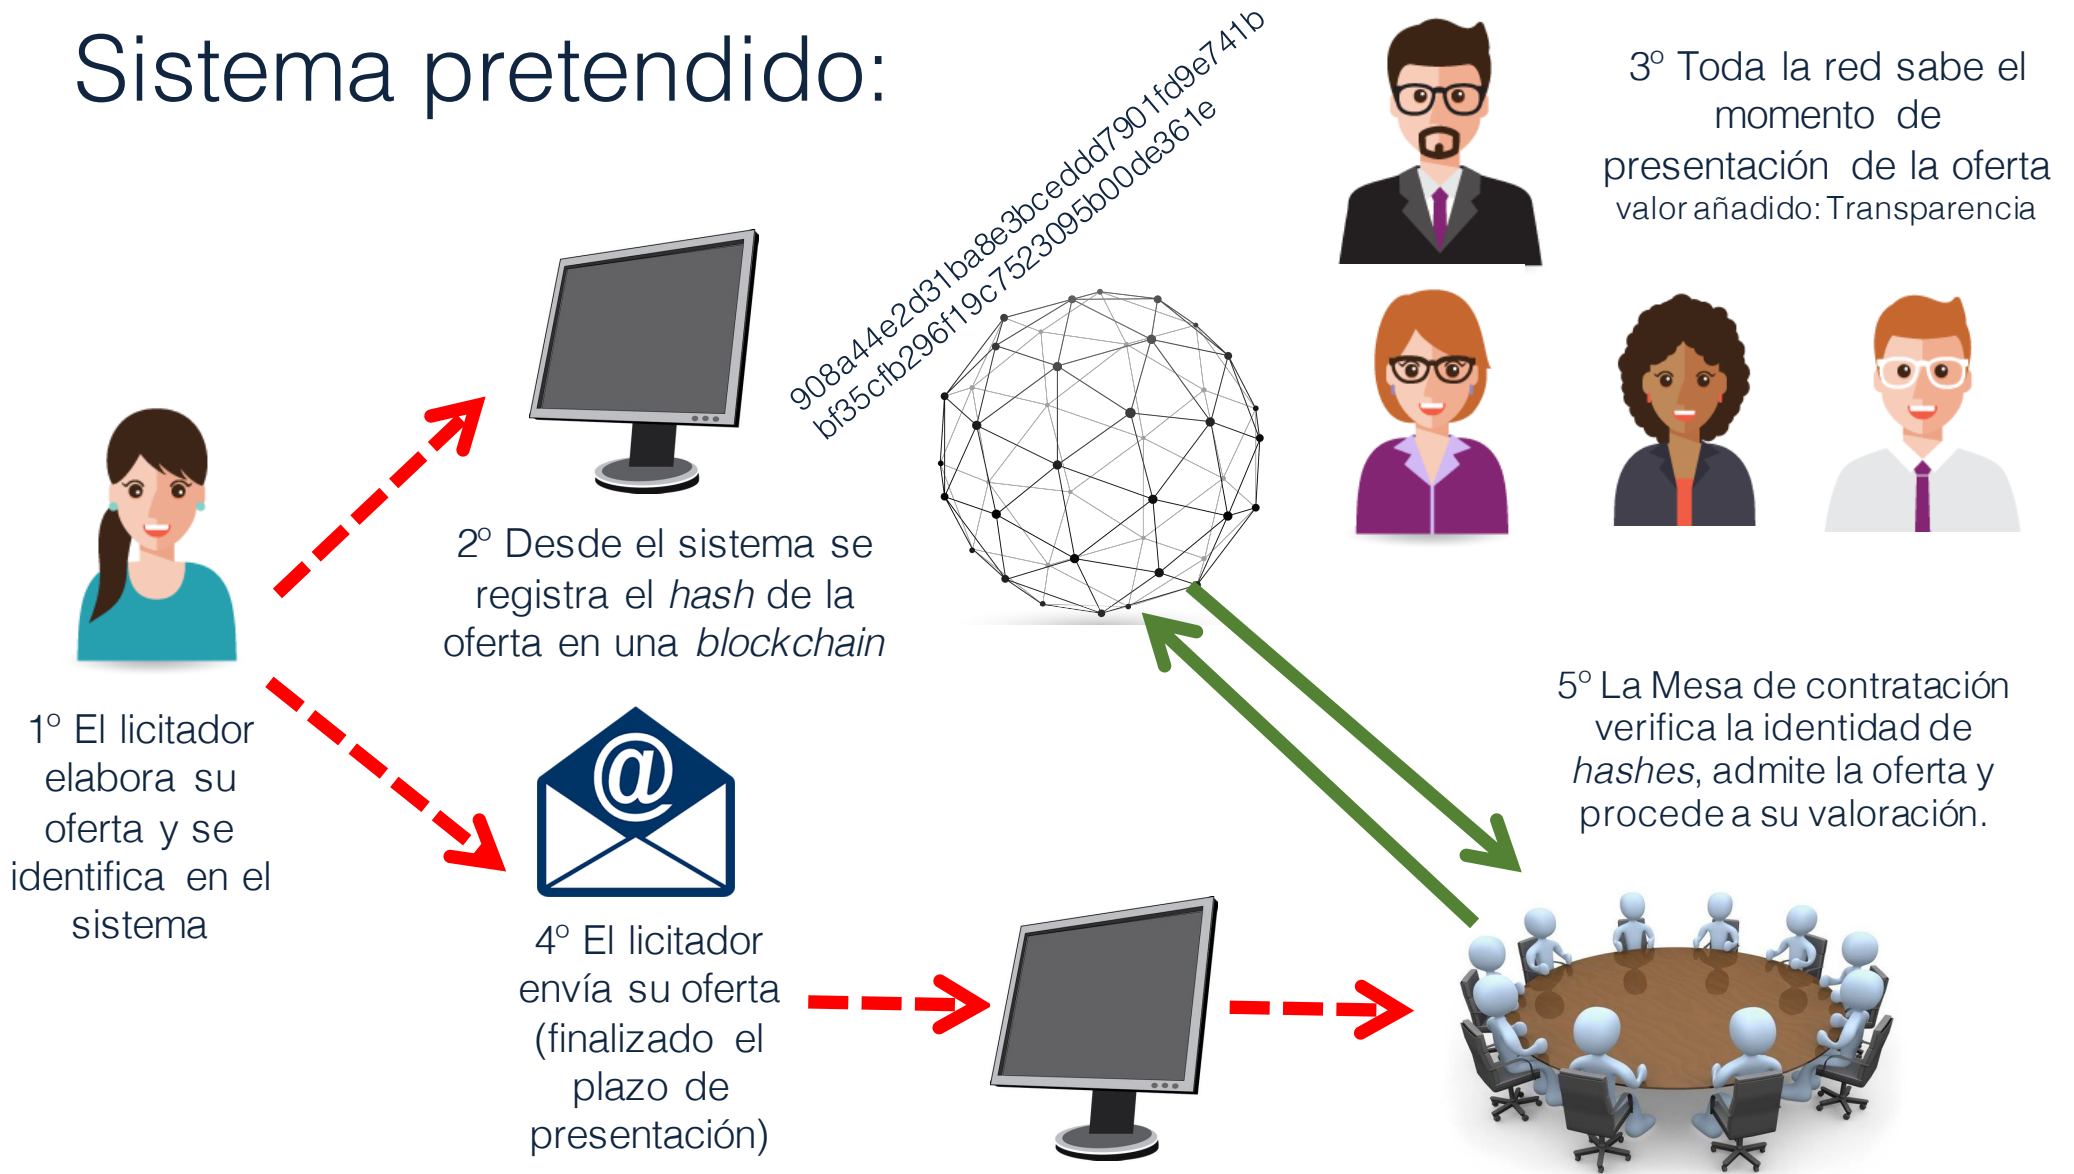 Sistema pretendido:
908a44e2d31ba8e3bceddd7901fd9e741b
bf35cfb296f19c7523095b00de361e
3º Toda la red sabe el
momento de
presentación de la oferta
valor añadido: Transparencia
2º Desde el sistema se
registra el hash de la
oferta en una blockchain
1º El licitador
elabora su
oferta y se
identifica en el
sistema
@
4º El licitador
envía su oferta
(finalizado el
plazo de
presentación)
5º La Mesa de contratación
verifica la identidad de
hashes, admite la oferta y
procede a su valoración.